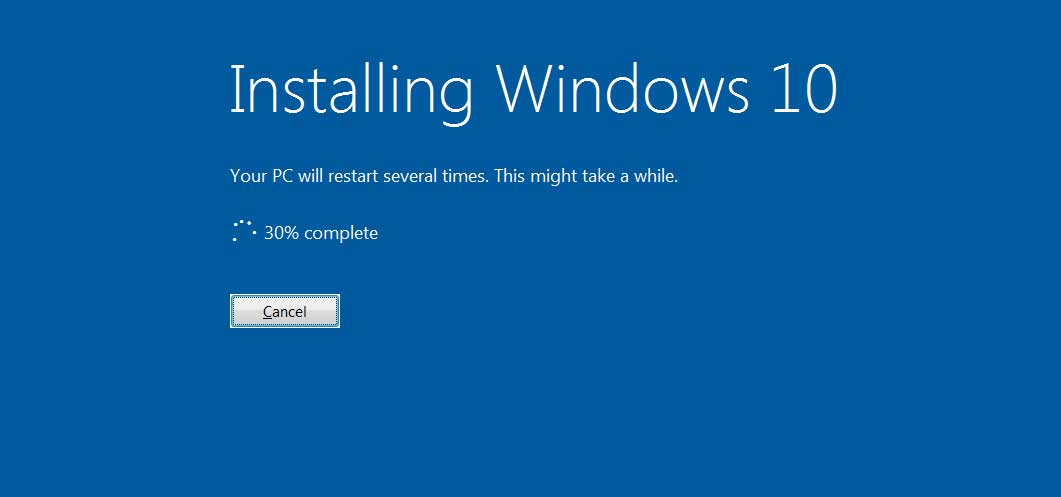 Installing Windows 10
Your PC will restart several times. This might take a while.
30% complete
Cancel